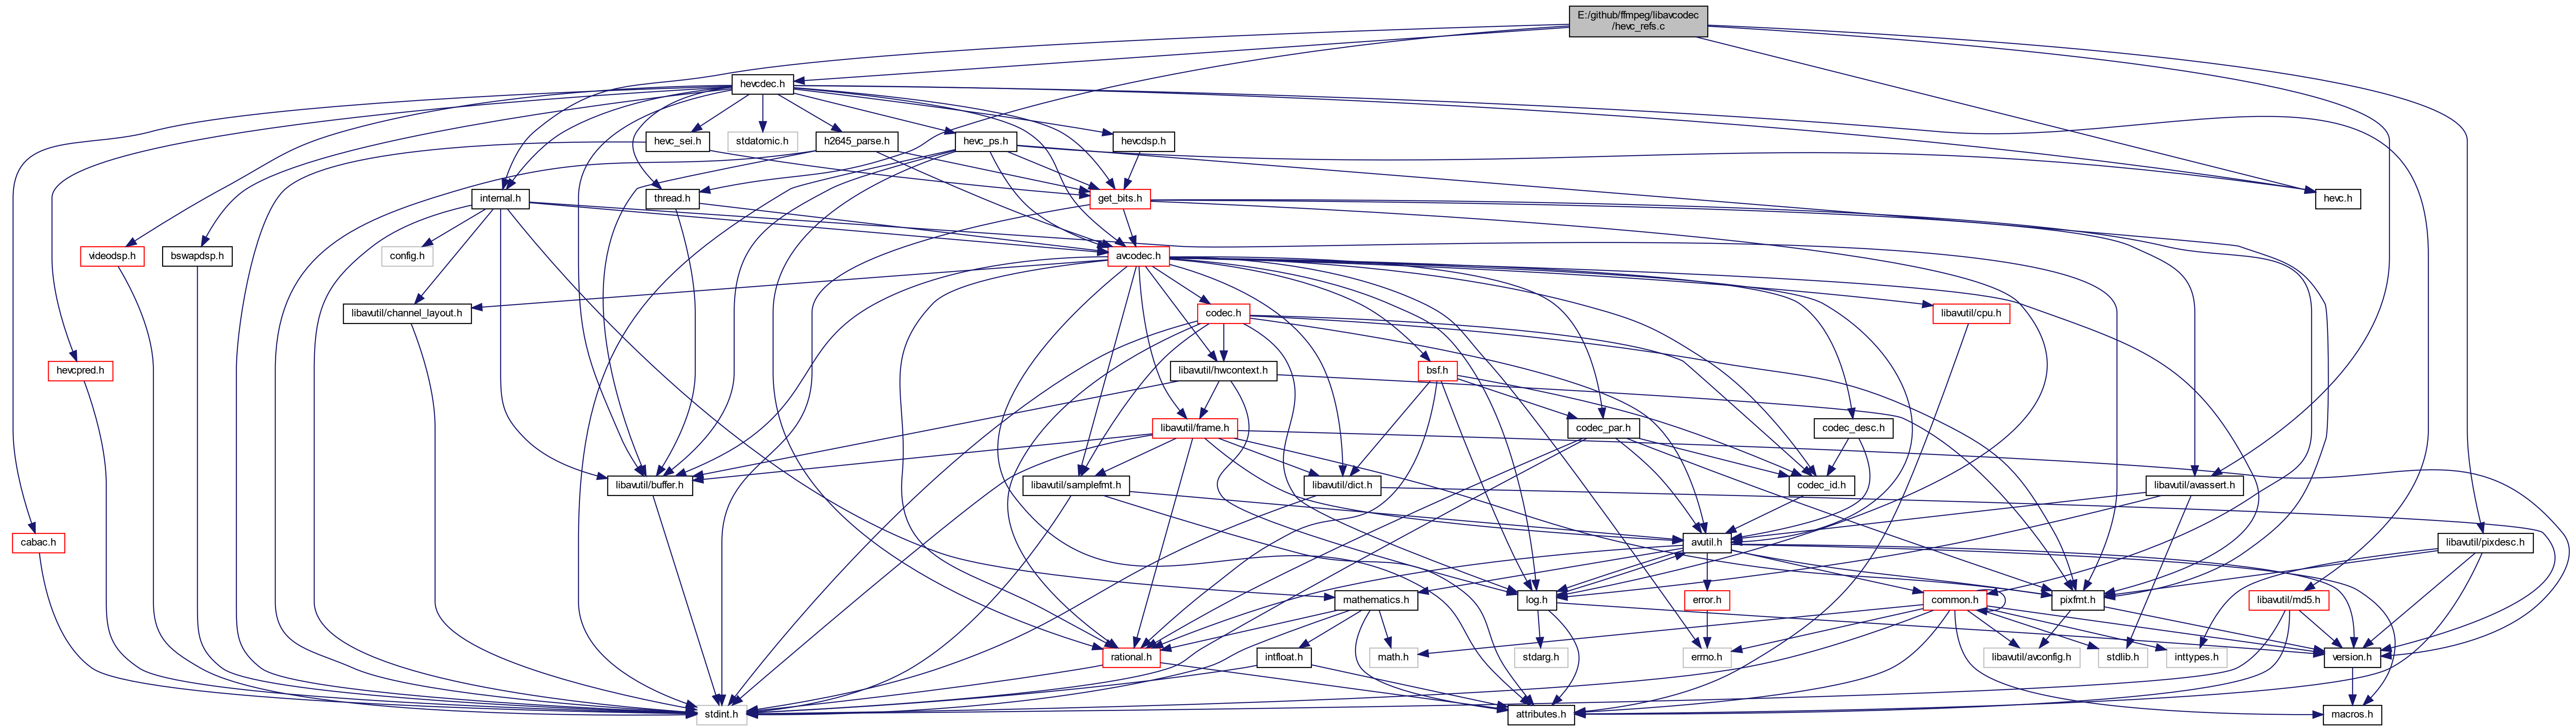 E:/github/ffmpeg/libavcodec
/hevc_refs.c
hevcdec.h
hevc_sei.h
stdatomic.h
h2645_parse.h
hevc_ps.h
hevcdsp.h
internal.h
thread.h
get_bits.h
hevc.h
videodsp.h
bswapdsp.h
config.h
avcodec.h
libavutil/channel_layout.h
codec.h
libavutil/cpu.h
hevcpred.h
libavutil/hwcontext.h
bsf.h
libavutil/frame.h
codec_par.h
codec_desc.h
libavutil/buffer.h
libavutil/samplefmt.h
libavutil/dict.h
codec_id.h
libavutil/avassert.h
cabac.h
avutil.h
libavutil/pixdesc.h
mathematics.h
log.h
error.h
common.h
pixfmt.h
libavutil/md5.h
rational.h
intfloat.h
math.h
stdarg.h
errno.h
libavutil/avconfig.h
stdlib.h
inttypes.h
version.h
stdint.h
attributes.h
macros.h